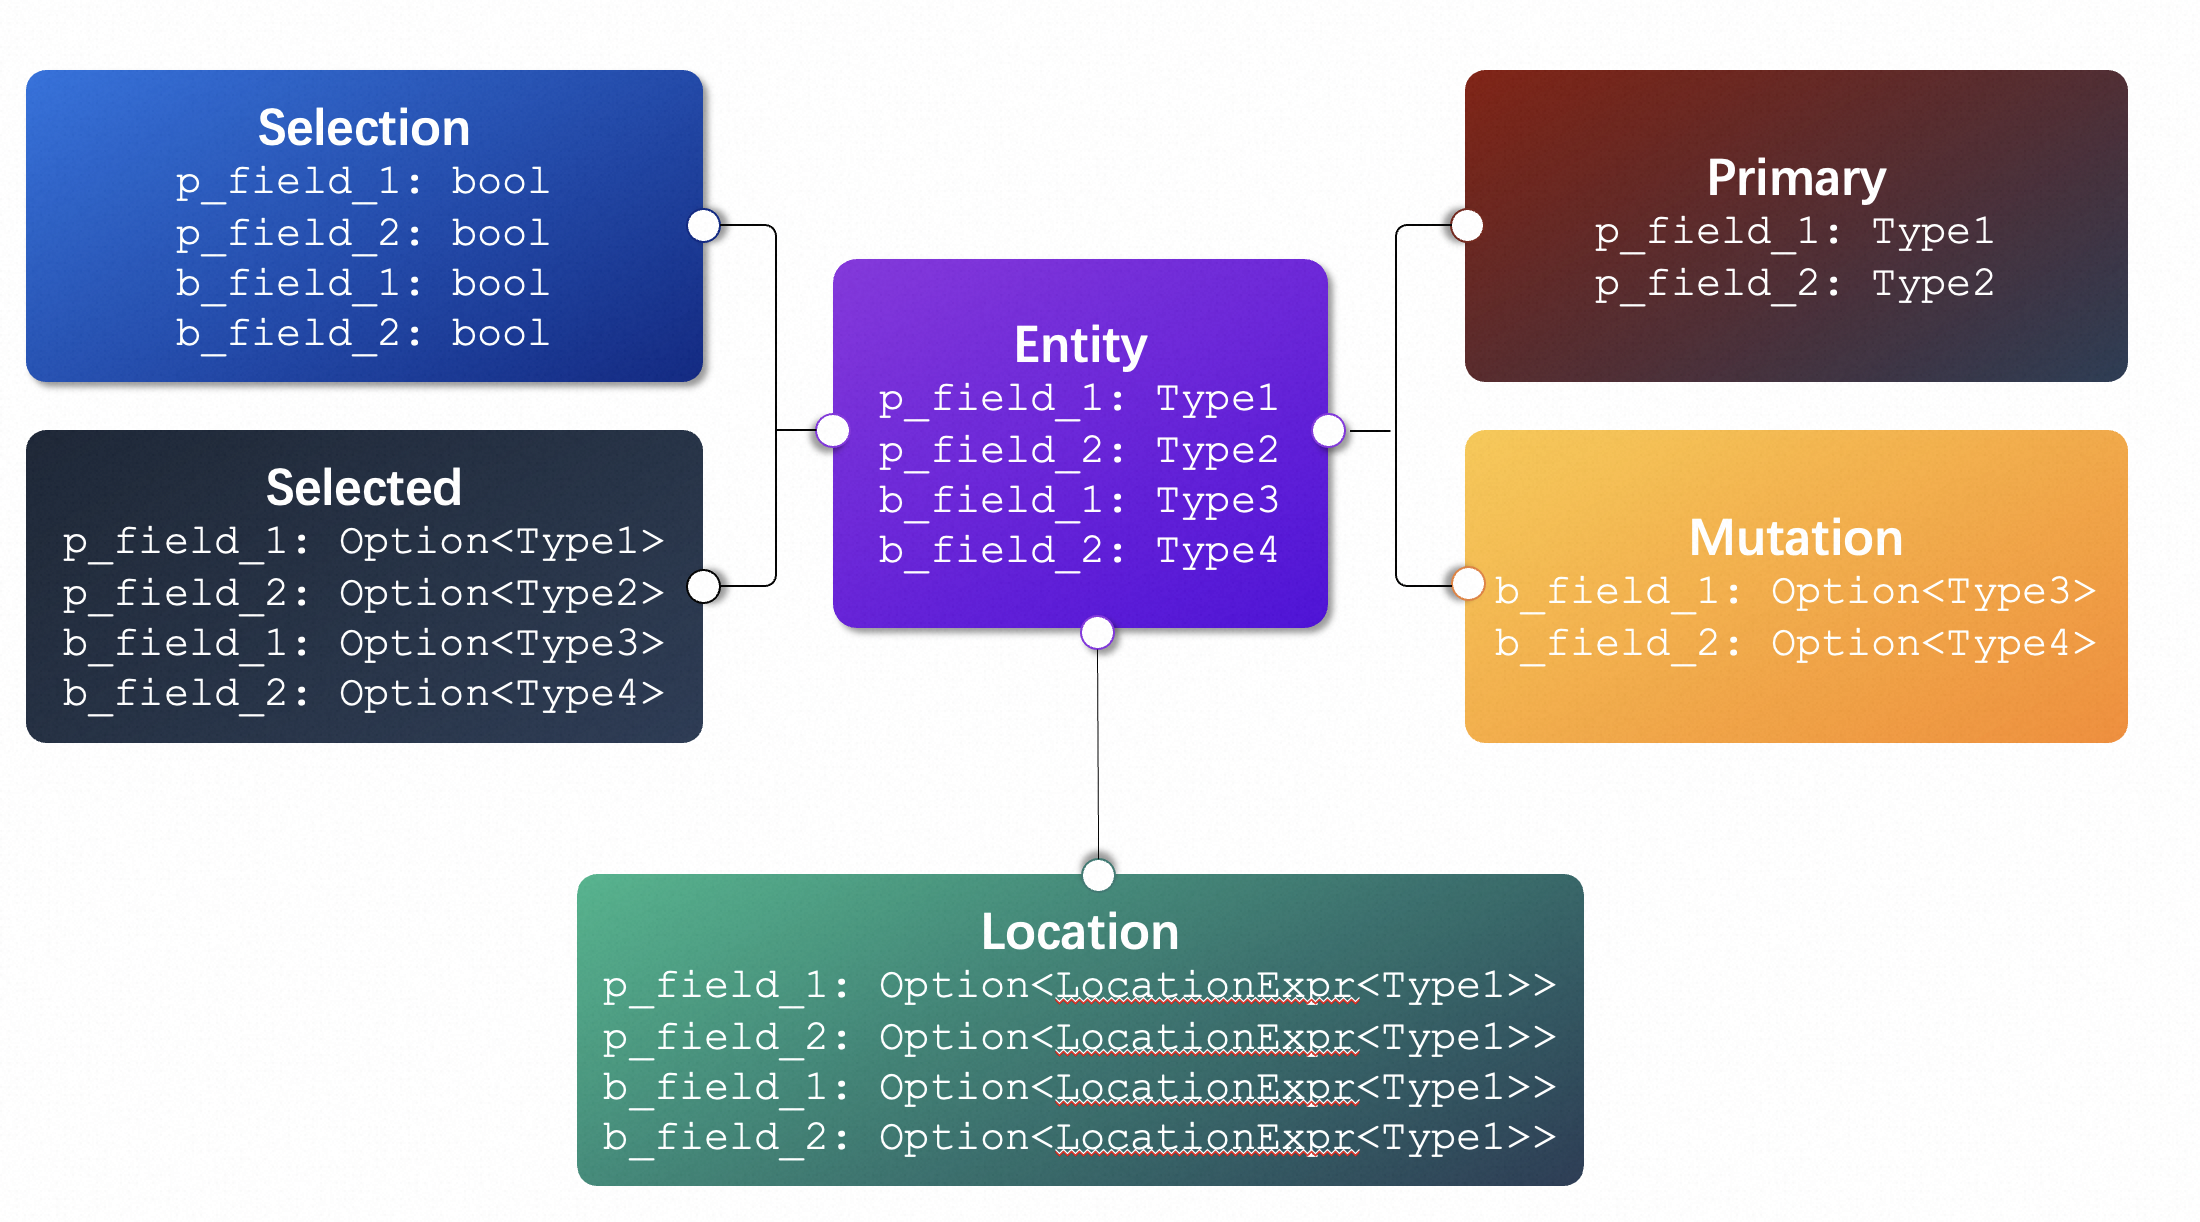 Selection
p_field_1: bool
p_field_2: bool
b_field_1: bool
b_field_2: bool
Selected
p_field_1: Option<Type1>
p_field_2: Option<Type2>
b_field_1: Option<Type3>
b_field_2: Option<Type4>
Entity
p_field_1: Type1
p_field_2: Type2
b_field_1: Type3
b_field_2: Type4
Primary
p_field_1: Type1
p_field_2: Type2
Mutation
b_field_1: Option<Type3>
b_field_2: Option<Type4>
Location
p_field_1: Option<LocationExpr<Type1>>
p_field_2: Option<LocationExpr<Type1>>
b_field_1: Option<LocationExpr<Type1>>
b_field_2: Option<LocationExpr<Type1>>